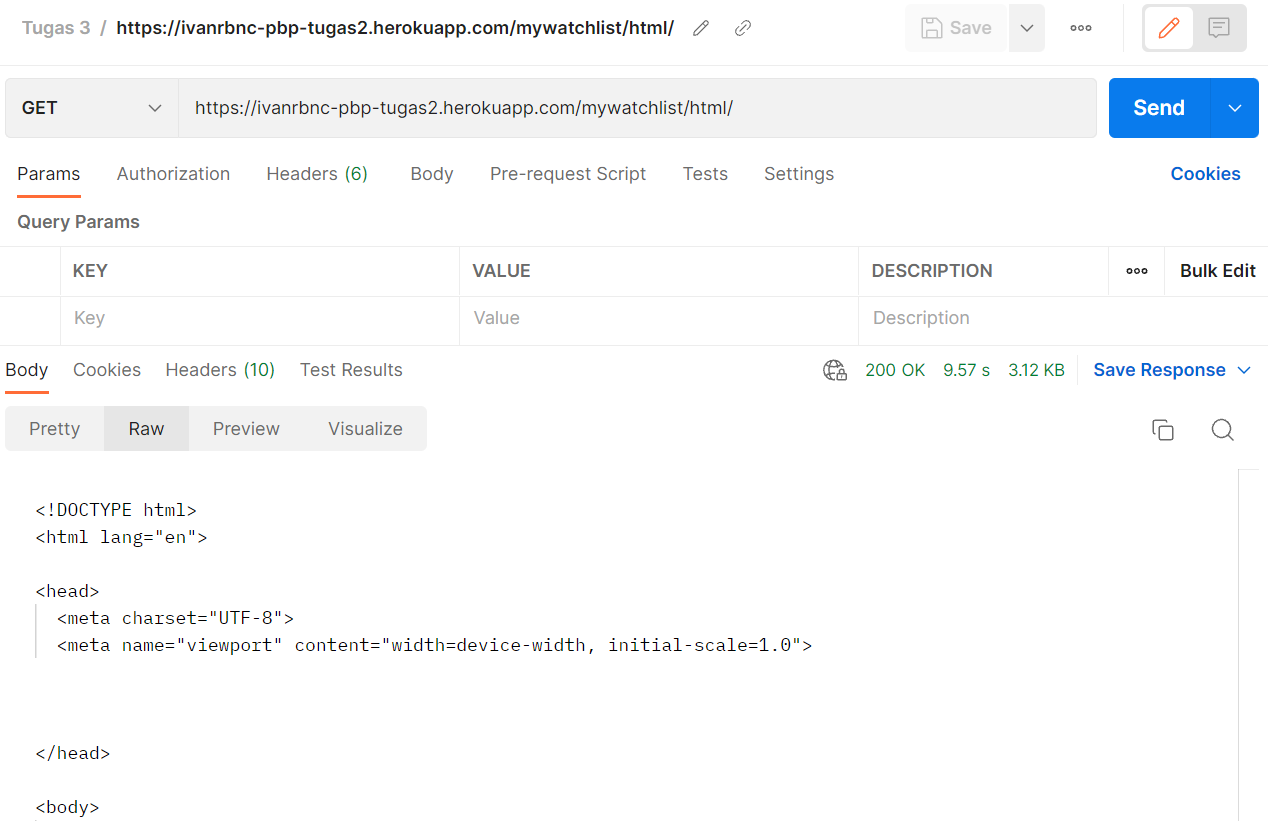 Tugas 3 / https://ivanrbnc-pbp-tugas2.herokuapp.com/mywatchlist/html/ Save
GET https://ivanrbnc-pbp-tugas2.herokuapp.com/mywatchlist/html/ Send
Params Authorization Headers (6) Body Pre-request Script Tests Settings Cookies
Query Params
KEY VALUE DESCRIPTION Bulk Edit
Key Value Description
Body Cookies Headers (10) Test Results 200 OK 9.57 s 3.12 KB Save Response
Pretty Raw Preview Visualize
<!DOCTYPE html>
<html lang="en">
<head>
<meta charset="UTF-8">
<meta name="viewport" content="width=device-width, initial-scale=1.0">
</head>
<body>